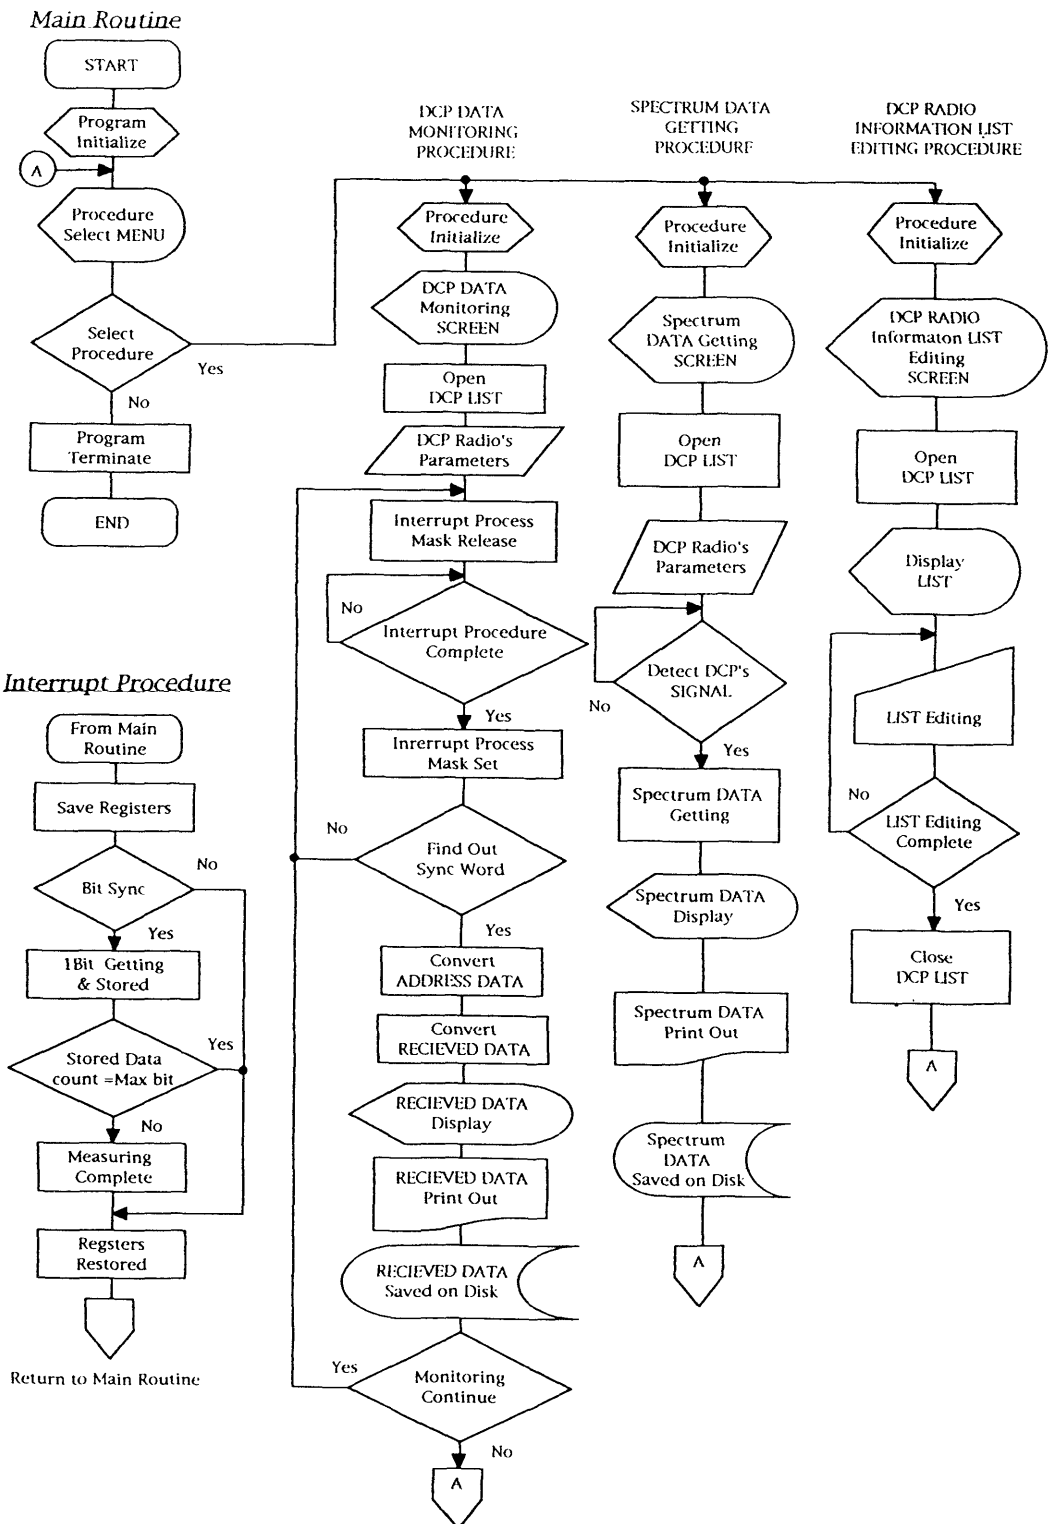 Main Routine
START
Program
Initialize
A
Procedure
Select MENU
Select
Procedure
Yes
No
Program
Terminate
END
Interrupt Procedure
From Main
Routine
Save Registers
No
Bit Sync
Yes
1Bit Getting
& Stored
Yes
Stored Data
count =Max bit
No
Measuring
Complete
Regsters
Restored
Return to Main Routine
DCP DATA
MONITORING
PROCEDURE
Procedure
Initialize
DCP DATA
Monitoring
SCREEN
Open
DCP LIST
DCP Radio's
Parameters
Interrupt Process
Mask Release
No
Interrupt Procedure
Complete
Yes
Inrerrupt Process
Mask Set
No
Find Out
Sync Word
Yes
Convert
ADDRESS DATA
Convert
RECIEVED DATA
RECIEVED DATA
Display
RECIEVED DATA
Print Out
RECIEVED DATA
Saved on Disk
Yes
Monitoring
Continue
No
A
SPECTRUM DATA
GETTING
PROCEDURE
Procedure
Initialize
Spectrum
DATA Getting
SCREEN
Open
DCP LIST
DCP Radio's
Parameters
Detect DCP's
SIGNAL
No
Yes
Spectrum DATA
Getting
Spectrum DATA
Display
Spectrum DATA
Print Out
Spectrum
DATA
Saved on Disk
A
DCP RADIO
INFORMATION LIST
EDITING PROCEDURE
Procedure
Initialize
DCP RADIO
Informaton LIST
Editing
SCREEN
Open
DCP LIST
Display
LIST
LIST Editing
No
LIST Editing
Complete
Yes
Close
DCP LIST
A